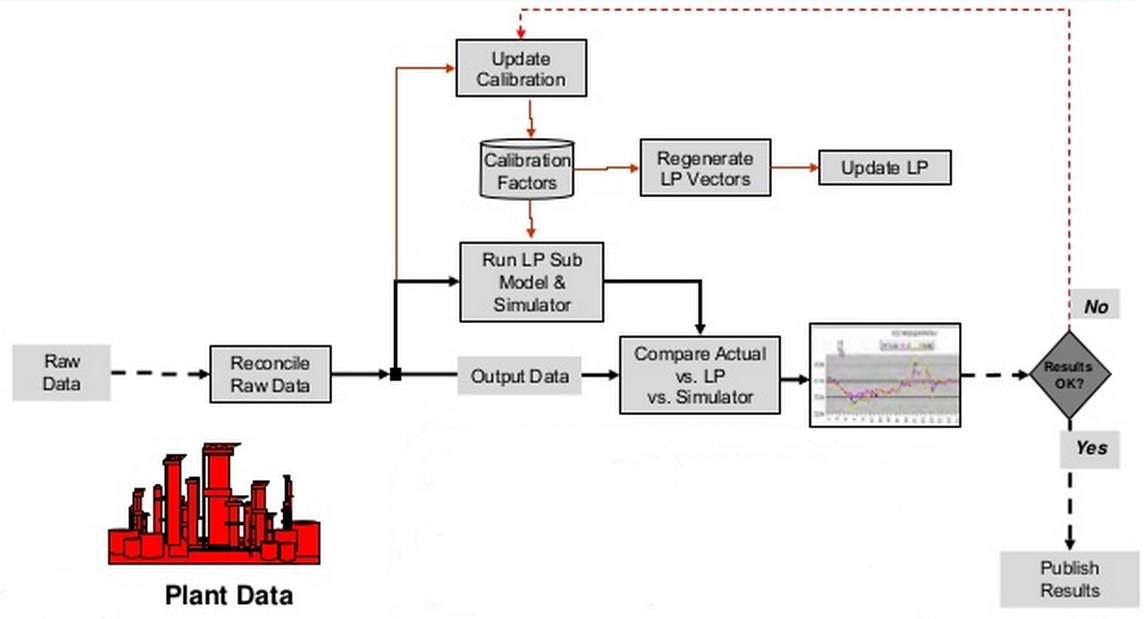 Update
Calibration
Calibration
Factors
Regenerate
LP Vectors
Update LP
Run LP Sub
Model &
Simulator
No
Raw
Data
Reconcile
Raw Data
Output Data
Compare Actual
vs. LP
vs. Simulator
Results
OK?
Yes
Publish
Results
Plant Data